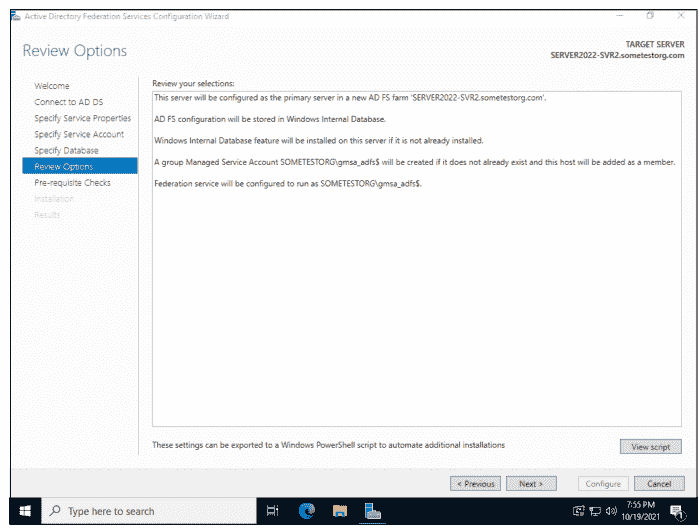 Active Directory Federation Services Configuration Wizard
Review Options
TARGET SERVER
SERVER2022-SVR2.sometestorg.com
Welcome
Connect to AD DS
Specify Service Properties
Specify Service Account
Specify Database
Review Options
Pre-requisite Checks
Installation
Results
Review your selections:
This server will be configured as the primary server in a new AD FS farm 'SERVER2022-SVR2.sometestorg.com'.
AD FS configuration will be stored in Windows Internal Database.
Windows Internal Database feature will be installed on this server if it is not already installed.
A group Managed Service Account SOMETESTORG\gmsa_adfs$ will be created if it does not already exist and this host will be added as a member.
Federation service will be configured to run as SOMETESTORG\gmsa_adfs$.
These settings can be exported to a Windows PowerShell script to automate additional installations
View script
< Previous
Next >
Configure
Cancel
Type here to search
7:55 PM
10/19/2021
1